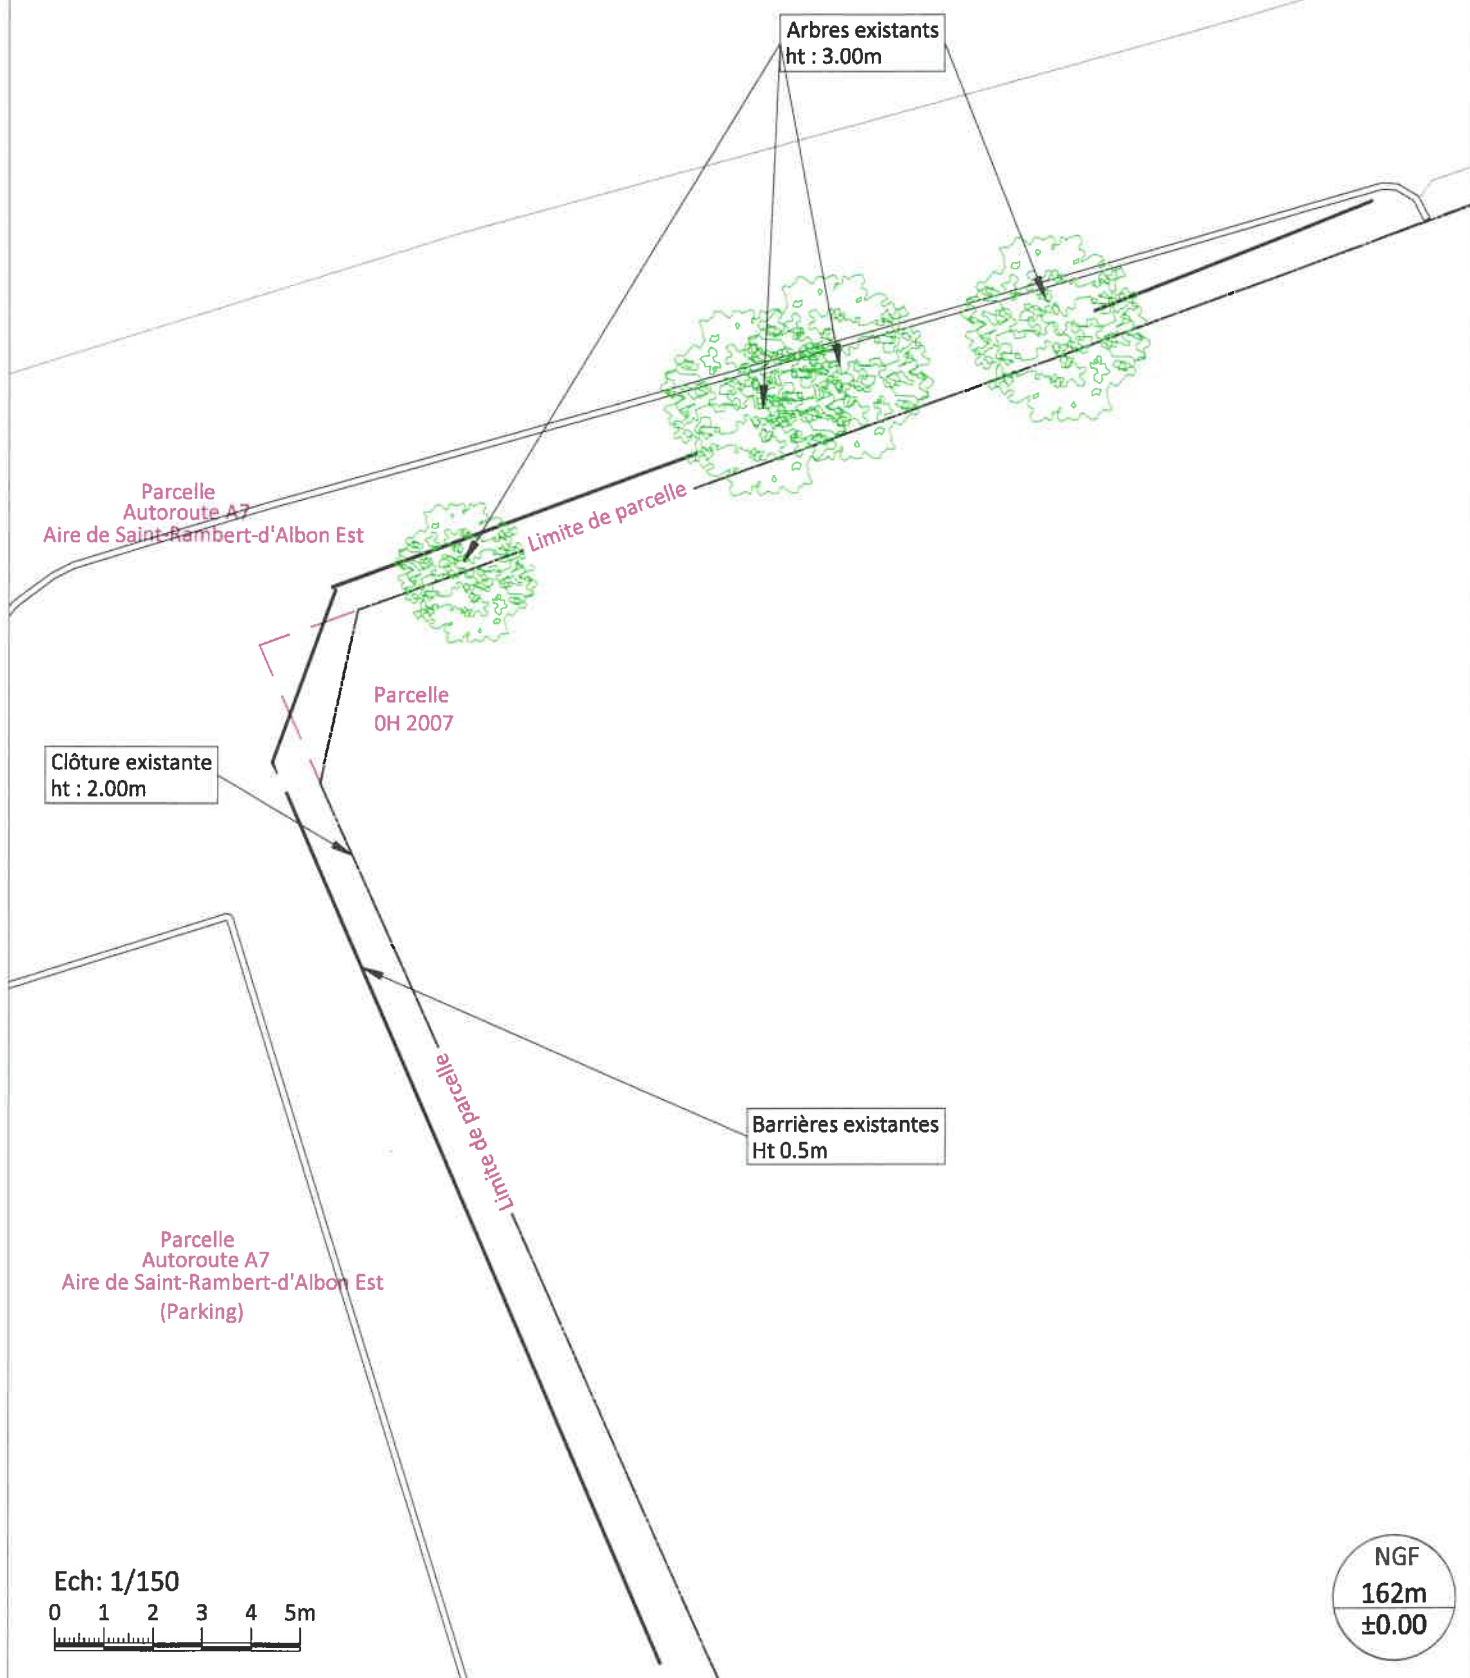 Arbres existants
ht : 3.00m
Parcelle
Autoroute A7
Aire de Saint-Rambert-d'Albon Est
Limite de parcelle
Parcelle
0H 2007
Clôture existante
ht : 2.00m
Limite de parcelle
Barrières existantes
Ht 0.5m
Parcelle
Autoroute A7
Aire de Saint-Rambert-d'Albon Est
(Parking)
Ech: 1/150
0 1 2 3 4 5m
NGF
162m
±0.00